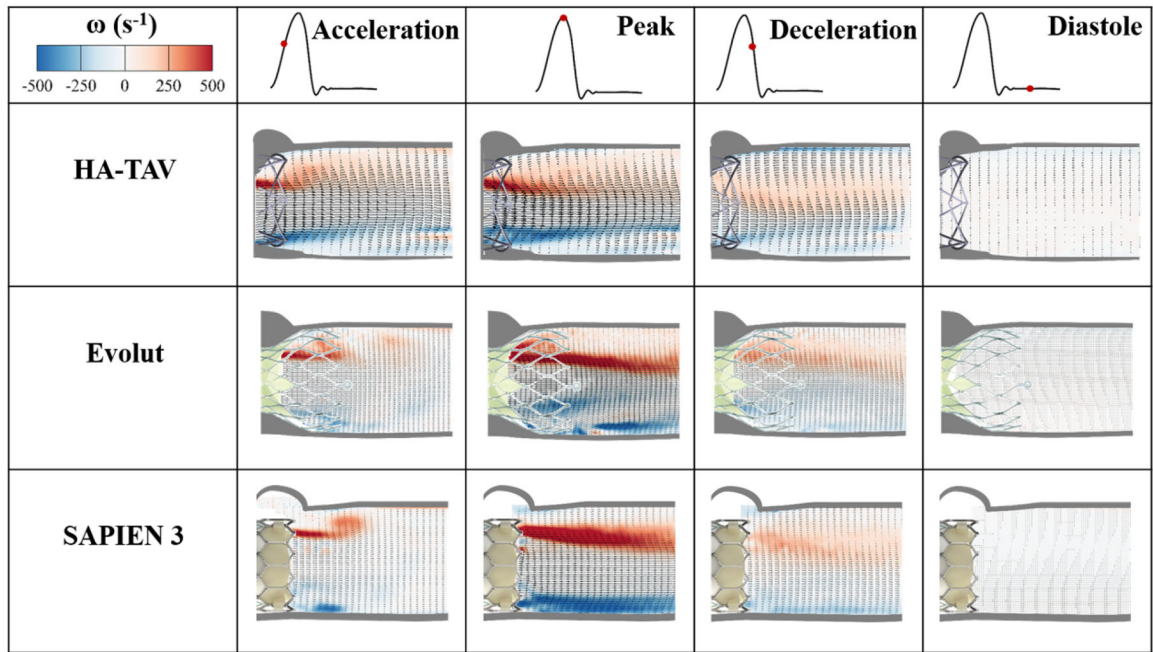 ω (s⁻¹)
-500 -250 0 250 500
Acceleration
Peak
Deceleration
Diastole
HA-TAV
Evolut
SAPIEN 3